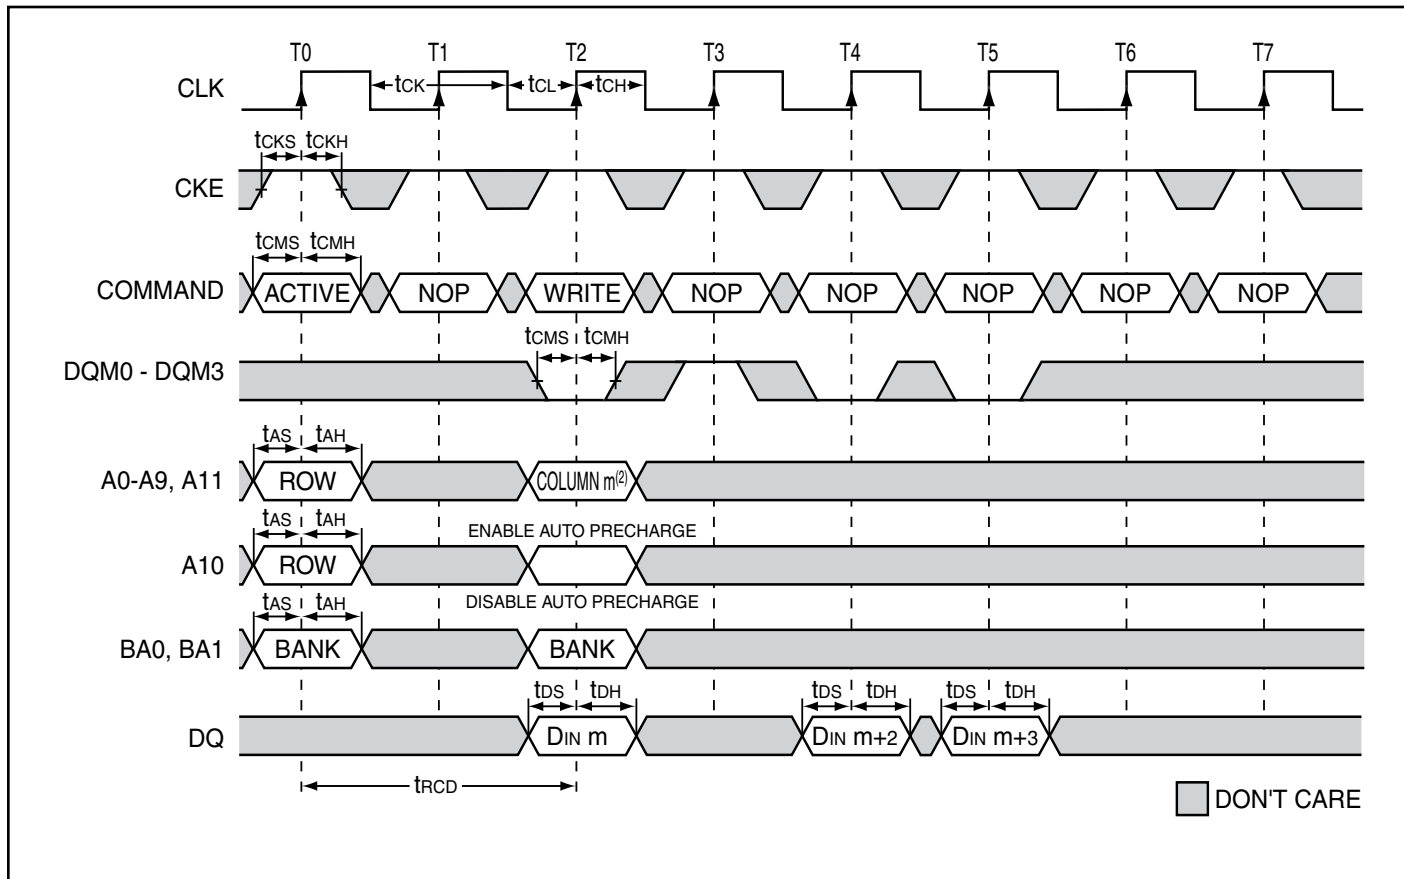 T0 T1 T2 T3 T4 T5 T6 T7
CLK tCK tCL tCH
tCKS tCKH
CKE
tCMS tCMH
COMMAND ACTIVE NOP WRITE NOP NOP NOP NOP NOP
tCMS tCMH
DQM0 - DQM3
tAS tAH
A0-A9, A11 ROW COLUMN m(2)
tAS tAH ENABLE AUTO PRECHARGE
A10 ROW
tAS tAH DISABLE AUTO PRECHARGE
BA0, BA1 BANK BANK
tDS tDH tDS tDH tDS tDH
DQ DIN m DIN m+2 DIN m+3
tRCD
DON'T CARE